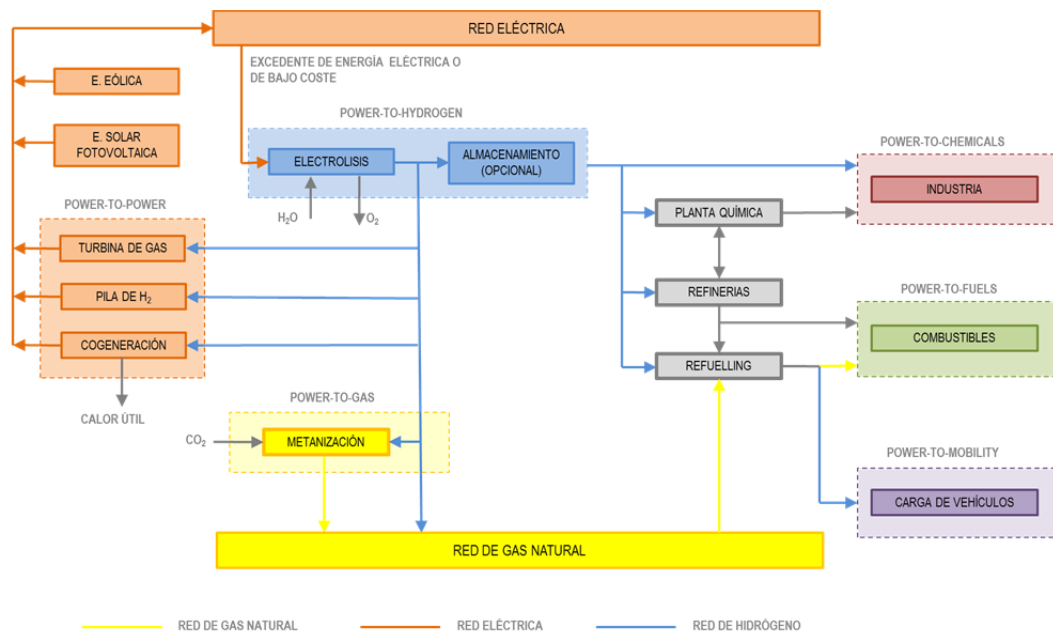 RED ELÉCTRICA
EXCEDENTE DE ENERGÍA ELÉCTRICA O
DE BAJO COSTE
E. EÓLICA
E. SOLAR
FOTOVOLTAICA
POWER-TO-HYDROGEN
ELECTROLISIS
ALMACENAMIENTO
(OPCIONAL)
H₂O
O₂
POWER-TO-CHEMICALS
INDUSTRIA
PLANTA QUÍMICA
POWER-TO-POWER
TURBINA DE GAS
PILA DE H₂
COGENERACIÓN
CALOR ÚTIL
REFINERIAS
POWER-TO-FUELS
COMBUSTIBLES
REFUELLING
POWER-TO-GAS
CO₂
METANIZACIÓN
POWER-TO-MOBILITY
CARGA DE VEHÍCULOS
RED DE GAS NATURAL
RED DE GAS NATURAL
RED ELÉCTRICA
RED DE HIDRÓGENO